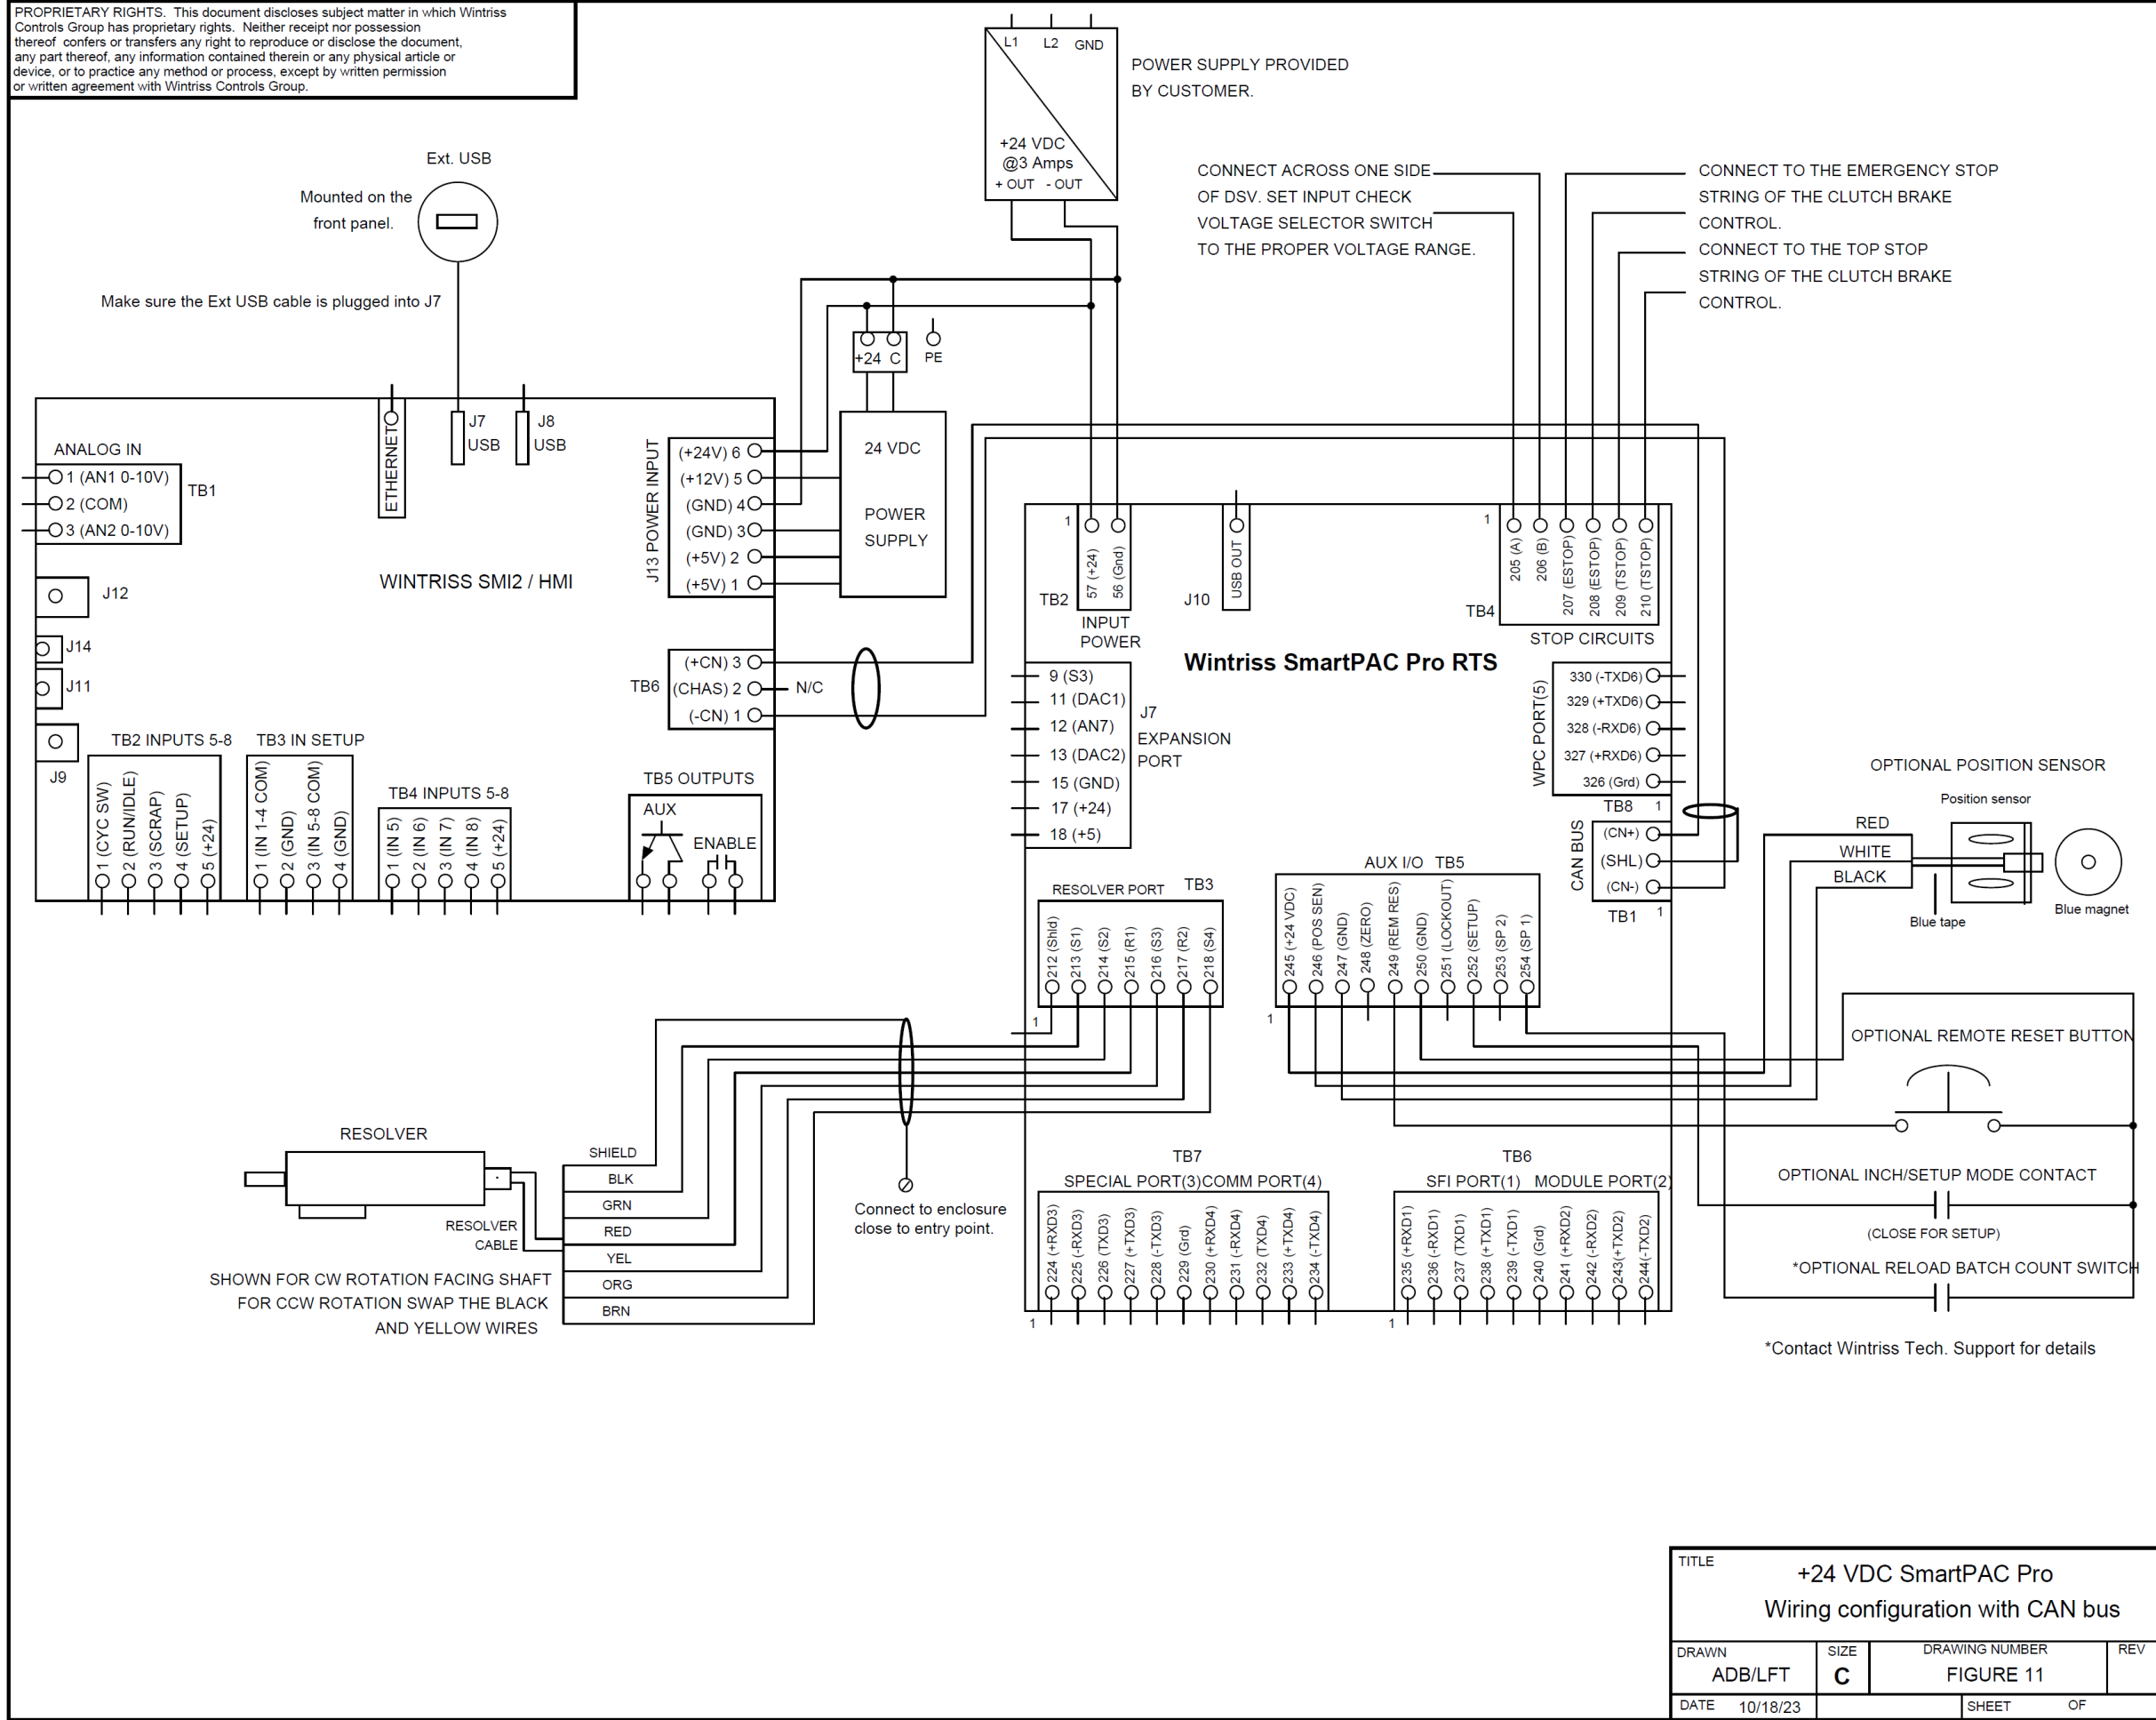 PROPRIETARY RIGHTS. This document discloses subject matter in which Wintriss
Controls Group has proprietary rights. Neither receipt nor possession
thereof confers or transfers any right to reproduce or disclose the document,
any part thereof, any information contained therein or any physical article or
device, or to practice any method or process, except by written permission
or written agreement with Wintriss Controls Group.
L1 L2 GND
+24 VDC
@3 Amps
+ OUT - OUT
POWER SUPPLY PROVIDED
BY CUSTOMER.
Ext. USB
Mounted on the
front panel.
Make sure the Ext USB cable is plugged into J7
CONNECT ACROSS ONE SIDE
OF DSV. SET INPUT CHECK
VOLTAGE SELECTOR SWITCH
TO THE PROPER VOLTAGE RANGE.
CONNECT TO THE EMERGENCY STOP
STRING OF THE CLUTCH BRAKE
CONTROL.
CONNECT TO THE TOP STOP
STRING OF THE CLUTCH BRAKE
CONTROL.
+24 C
PE
24 VDC
POWER
SUPPLY
ANALOG IN
1 (AN1 0-10V)
2 (COM)
3 (AN2 0-10V)
TB1
ETHERNET
J7
USB
J8
USB
J13 POWER INPUT
(+24V) 6
(+12V) 5
(GND) 4
(GND) 3
(+5V) 2
(+5V) 1
WINTRISS SMI2 / HMI
J12
J14
J11
J9
TB6
(+CN) 3
(CHAS) 2
(-CN) 1
N/C
TB2 INPUTS 5-8
1 (CYC SW)
2 (RUN/IDLE)
3 (SCRAP)
4 (SETUP)
5 (+24)
TB3 IN SETUP
1 (IN 1-4 COM)
2 (GND)
3 (IN 5-8 COM)
4 (GND)
TB4 INPUTS 5-8
1 (IN 5)
2 (IN 6)
3 (IN 7)
4 (IN 8)
5 (+24)
TB5 OUTPUTS
AUX
ENABLE
1
57 (+24)
56 (Gnd)
TB2
INPUT
POWER
USB OUT
J10
1
205 (A)
206 (B)
207 (ESTOP)
208 (ESTOP)
209 (TSTOP)
210 (TSTOP)
TB4
STOP CIRCUITS
Wintriss SmartPAC Pro RTS
9 (S3)
11 (DAC1)
12 (AN7)
13 (DAC2)
15 (GND)
17 (+24)
18 (+5)
J7
EXPANSION
PORT
WPC PORT(5)
330 (-TXD6)
329 (+TXD6)
328 (-RXD6)
327 (+RXD6)
326 (Grd)
TB8 1
CAN BUS
(CN+)
(SHL)
(CN-)
TB1 1
RESOLVER PORT TB3
212 (Shld)
213 (S1)
214 (S2)
215 (R1)
216 (S3)
217 (R2)
218 (S4)
1
AUX I/O TB5
245 (+24 VDC)
246 (POS SEN)
247 (GND)
248 (ZERO)
249 (REM RES)
250 (GND)
251 (LOCKOUT)
252 (SETUP)
253 (SP 2)
254 (SP 1)
1
OPTIONAL POSITION SENSOR
Position sensor
RED
WHITE
BLACK
Blue tape
Blue magnet
OPTIONAL REMOTE RESET BUTTON
OPTIONAL INCH/SETUP MODE CONTACT
(CLOSE FOR SETUP)
*OPTIONAL RELOAD BATCH COUNT SWITCH
*Contact Wintriss Tech. Support for details
RESOLVER
RESOLVER
CABLE
SHIELD
BLK
GRN
RED
YEL
ORG
BRN
SHOWN FOR CW ROTATION FACING SHAFT
FOR CCW ROTATION SWAP THE BLACK
AND YELLOW WIRES
Connect to enclosure
close to entry point.
TB7
SPECIAL PORT(3)COMM PORT(4)
224 (+RXD3)
225 (-RXD3)
226 (TXD3)
227 (+TXD3)
228 (-TXD3)
229 (Grd)
230 (+RXD4)
231 (-RXD4)
232 (TXD4)
233 (+TXD4)
234 (-TXD4)
1
TB6
SFI PORT(1) MODULE PORT(2)
235 (+RXD1)
236 (-RXD1)
237 (TXD1)
238 (+TXD1)
239 (-TXD1)
240 (Grd)
241 (+RXD2)
242 (-RXD2)
243(+TXD2)
244(-TXD2)
1
TITLE
+24 VDC SmartPAC Pro
Wiring configuration with CAN bus
DRAWN
ADB/LFT
SIZE
C
DRAWING NUMBER
FIGURE 11
REV
DATE 10/18/23
SHEET OF